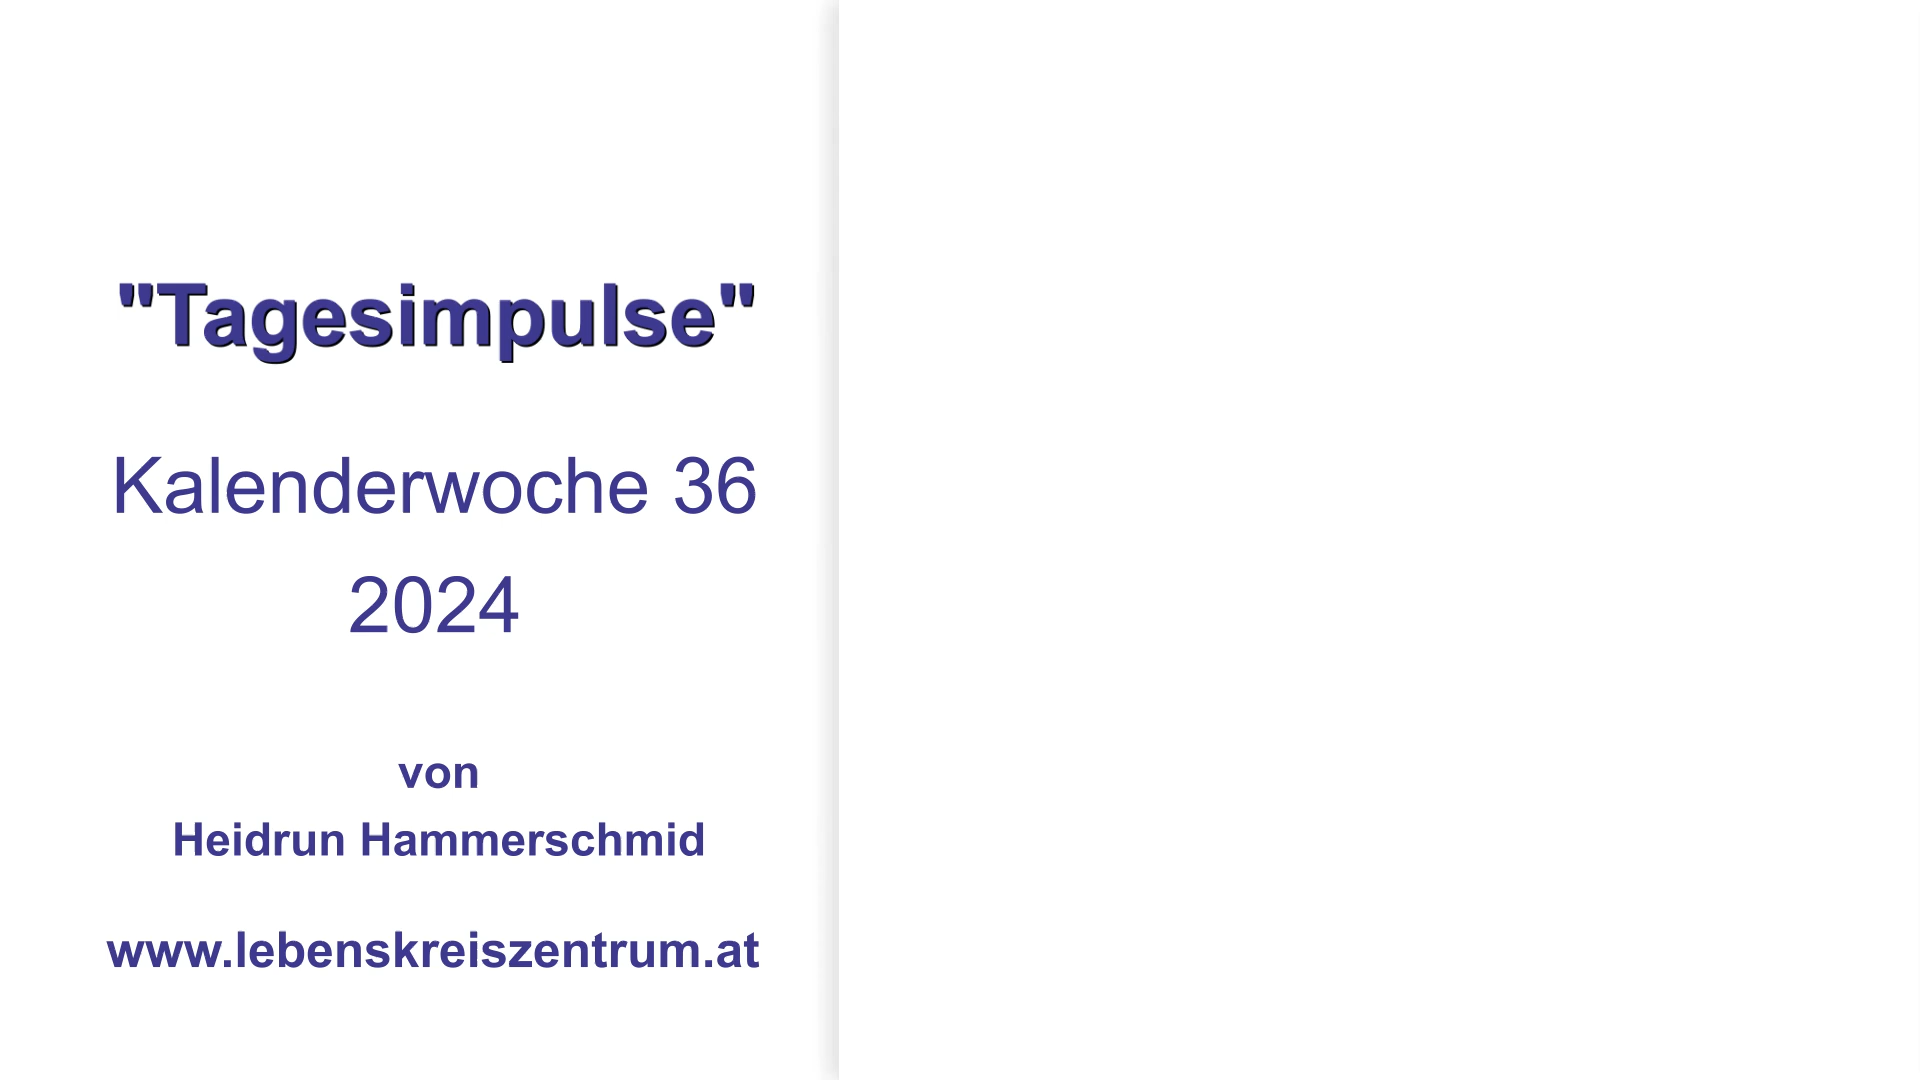 "Tagesimpulse"
Kalenderwoche 36
2024
von
Heidrun Hammerschmid
www.lebenskreiszentrum.at